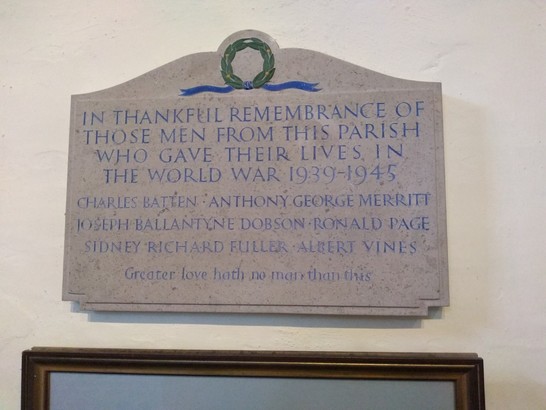 IN THANKFUL REMEMBRANCE OF
THOSE MEN FROM THIS PARISH
WHO GAVE THEIR LIVES IN
THE WORLD WAR 1939-1945
CHARLES BATTEN · ANTHONY GEORGE MERRITT
JOSEPH BALLANTYNE DOBSON · RONALD PAGE
SIDNEY RICHARD FULLER · ALBERT VINES
Greater love hath no man than this